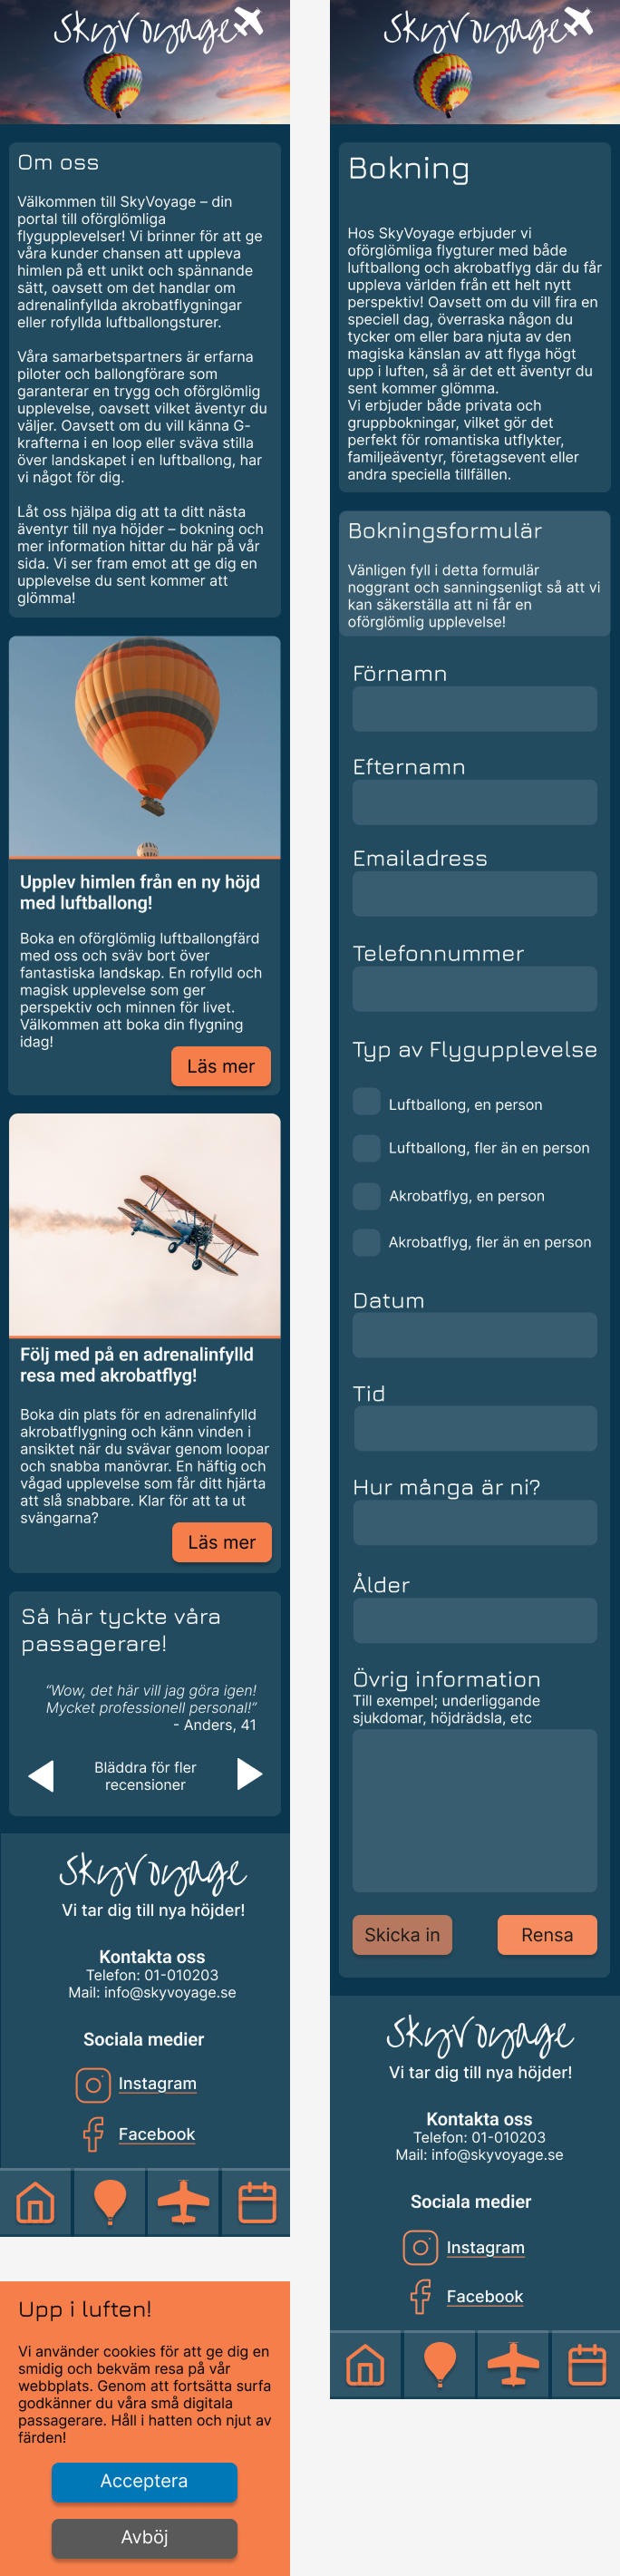 SkyVoyage
Om oss
Välkommen till SkyVoyage – din
portal till oförglömliga
flygupplevelser! Vi brinner för att ge
våra kunder chansen att uppleva
himlen på ett unikt och spännande
sätt, oavsett om det handlar om
adrenalinfyllda akrobatflygningar
eller rofyllda luftballongsturer.
Våra samarbetspartners är erfarna
piloter och ballongförare som
garanterar en trygg och oförglömlig
upplevelse, oavsett vilket äventyr du
väljer. Oavsett om du vill känna G-
krafterna i en loop eller sväva stilla
över landskapet i en luftballong, har
vi något för dig.
Låt oss hjälpa dig att ta ditt nästa
äventyr till nya höjder – bokning och
mer information hittar du här på vår
sida. Vi ser fram emot att ge dig en
upplevelse du sent kommer att
glömma!
Upplev himlen från en ny höjd
med luftballong!
Boka en oförglömlig luftballongfärd
med oss och sväv bort över
fantastiska landskap. En rofylld och
magisk upplevelse som ger
perspektiv och minnen för livet.
Välkommen att boka din flygning
idag!
Läs mer
Följ med på en adrenalinfylld
resa med akrobatflyg!
Boka din plats för en adrenalinfylld
akrobatflygning och känn vinden i
ansiktet när du svävar genom loopar
och snabba manövrar. En häftig och
vågad upplevelse som får ditt hjärta
att slå snabbare. Klar för att ta ut
svängarna?
Läs mer
Så här tyckte våra
passagerare!
“Wow, det här vill jag göra igen!
Mycket professionell personal!”
- Anders, 41
Bläddra för fler
recensioner
SkyVoyage
Vi tar dig till nya höjder!
Kontakta oss
Telefon: 01-010203
Mail: info@skyvoyage.se
Sociala medier
Instagram
Facebook
Upp i luften!
Vi använder cookies för att ge dig en
smidig och bekväm resa på vår
webbplats. Genom att fortsätta surfa
godkänner du våra små digitala
passagerare. Håll i hatten och njut av
färden!
Acceptera
Avböj
SkyVoyage
Bokning
Hos SkyVoyage erbjuder vi
oförglömliga flygturer med både
luftballong och akrobatflyg där du får
uppleva världen från ett helt nytt
perspektiv! Oavsett om du vill fira en
speciell dag, överraska någon du
tycker om eller bara njuta av den
magiska känslan av att flyga högt
upp i luften, så är det ett äventyr du
sent kommer glömma.
Vi erbjuder både privata och
gruppbokningar, vilket gör det
perfekt för romantiska utflykter,
familjeäventyr, företagsevent eller
andra speciella tillfällen.
Bokningsformulär
Vänligen fyll i detta formulär
noggrant och sanningsenligt så att vi
kan säkerställa att ni får en
oförglömlig upplevelse!
Förnamn
Efternamn
Emailadress
Telefonnummer
Typ av Flygupplevelse
Luftballong, en person
Luftballong, fler än en person
Akrobatflyg, en person
Akrobatflyg, fler än en person
Datum
Tid
Hur många är ni?
Ålder
Övrig information
Till exempel; underliggande
sjukdomar, höjdrädsla, etc
Skicka in
Rensa
SkyVoyage
Vi tar dig till nya höjder!
Kontakta oss
Telefon: 01-010203
Mail: info@skyvoyage.se
Sociala medier
Instagram
Facebook